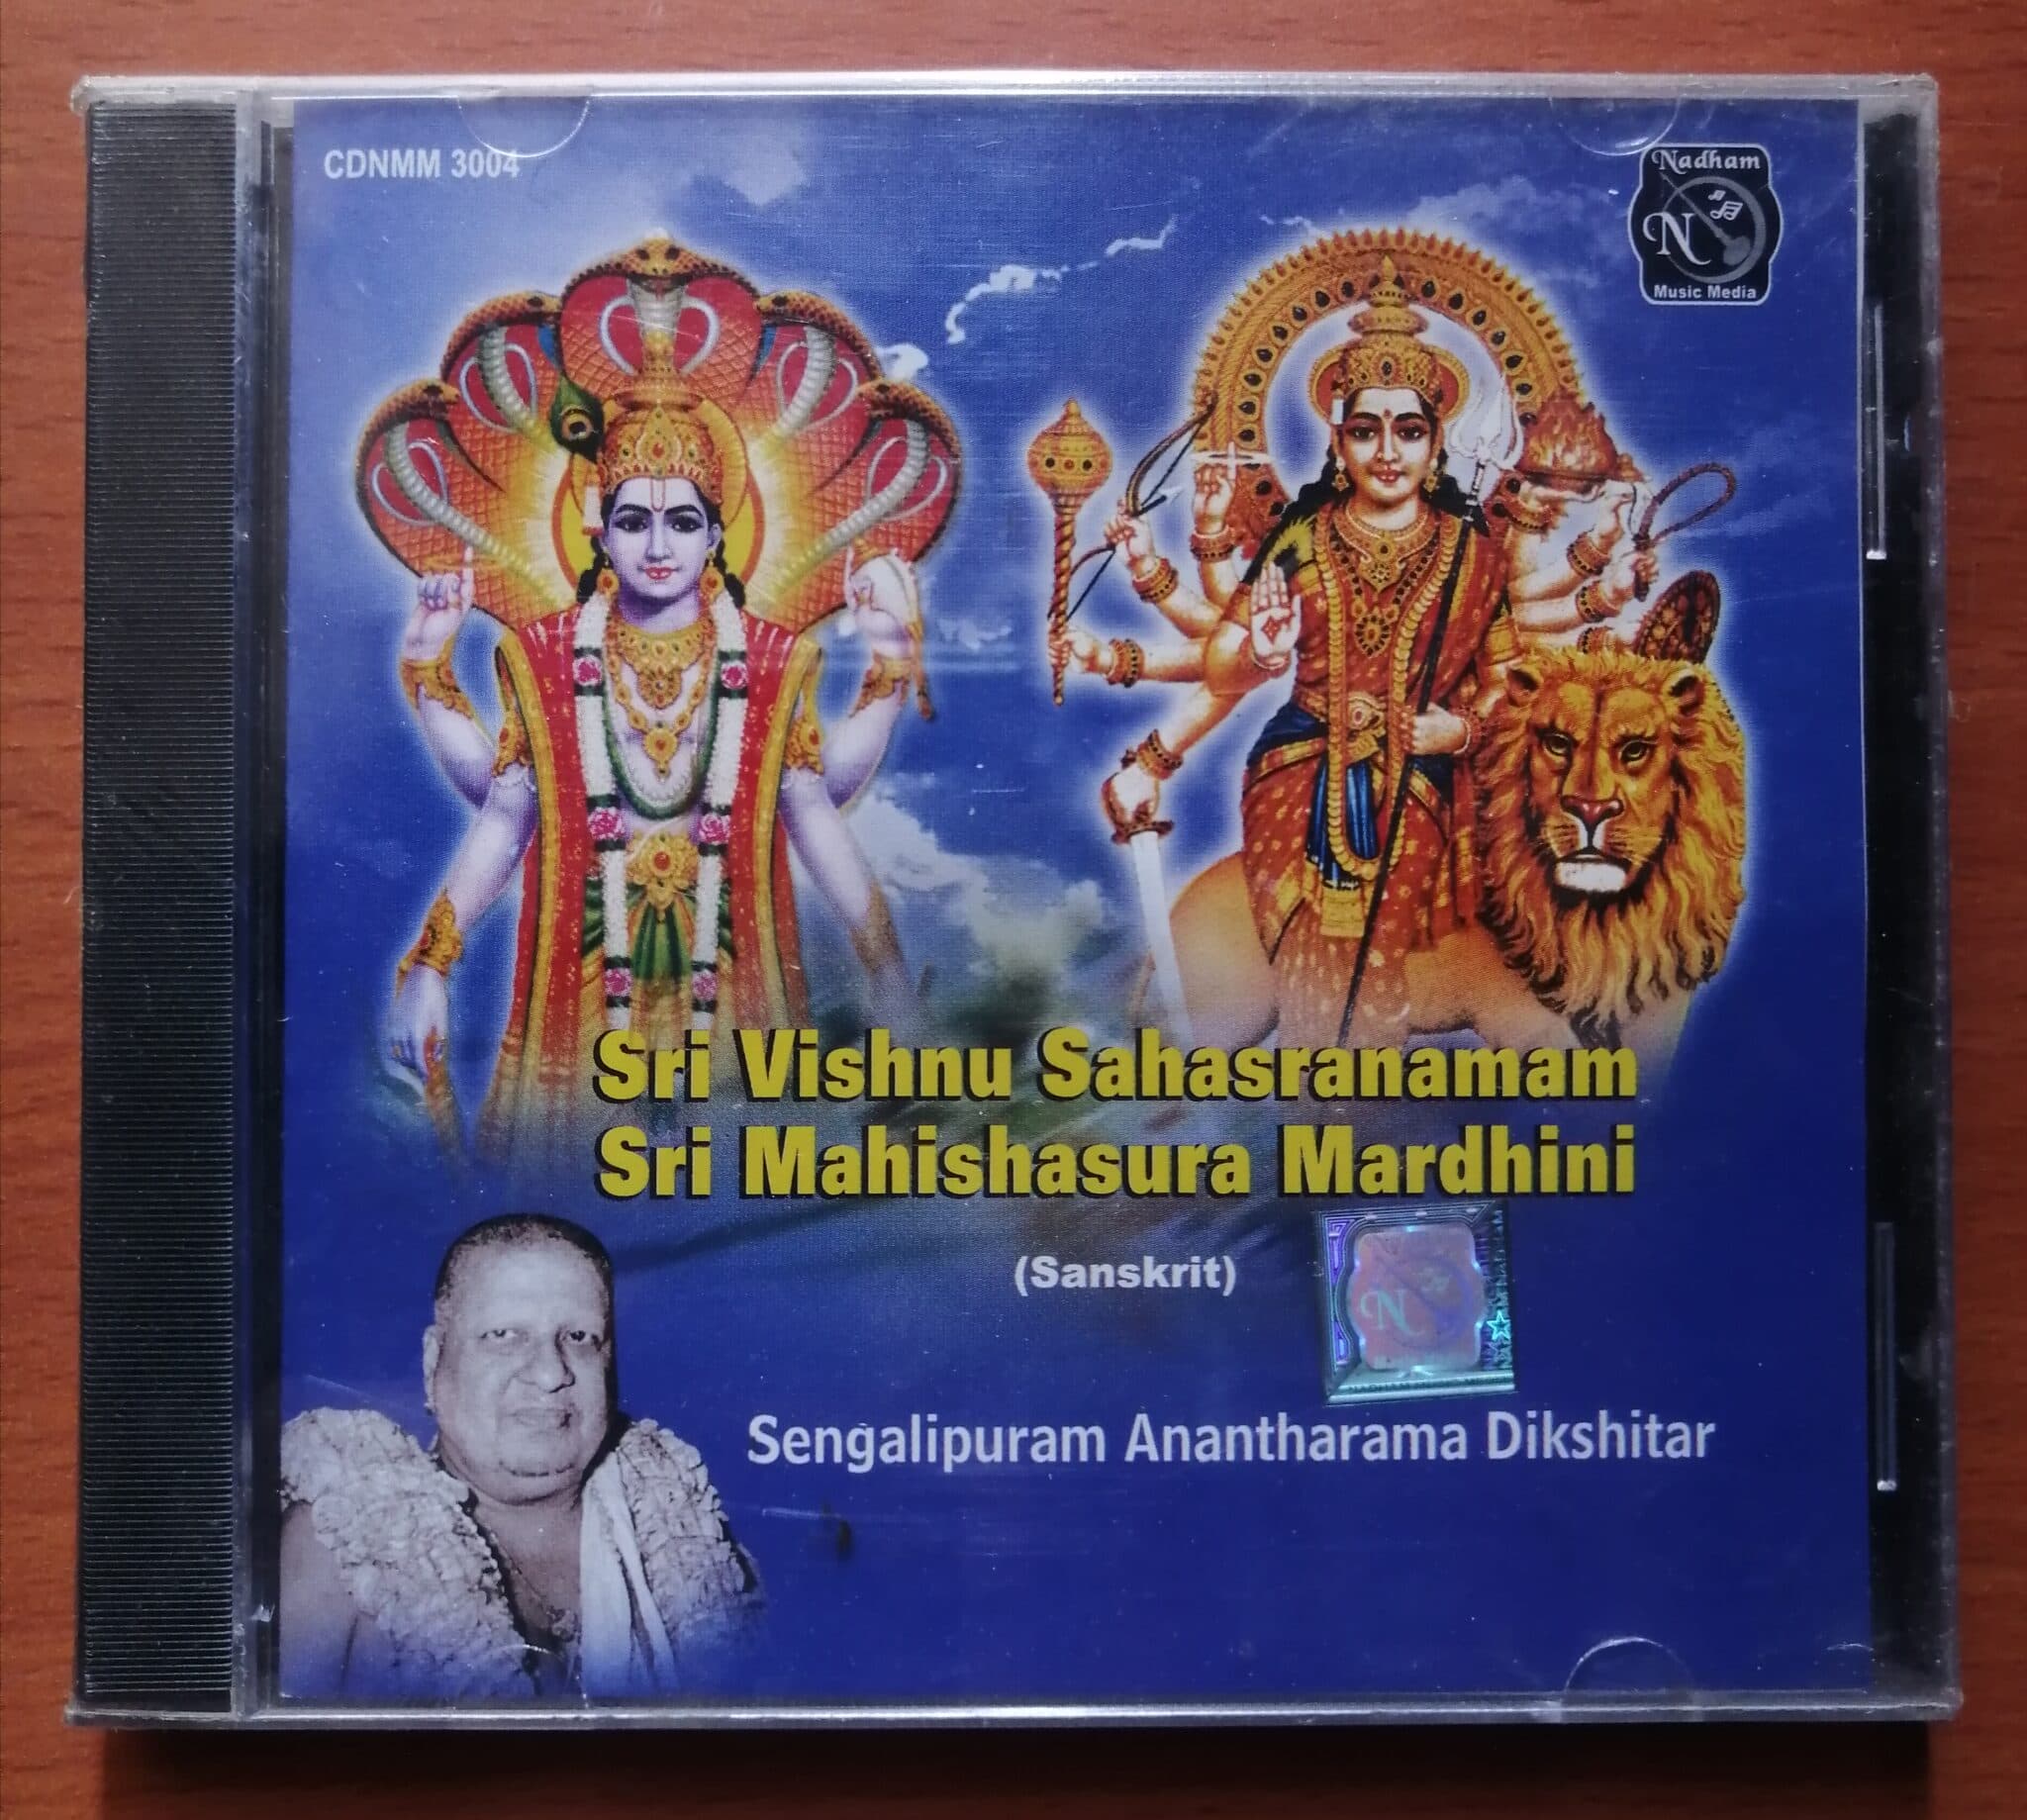 CDNMM 3004
Nadham
N
Music Media
Sri Vishnu Sahasranamam
Sri Mahishasura Mardhini
(Sanskrit)
N
Sengalipuram Anantharama Dikshitar